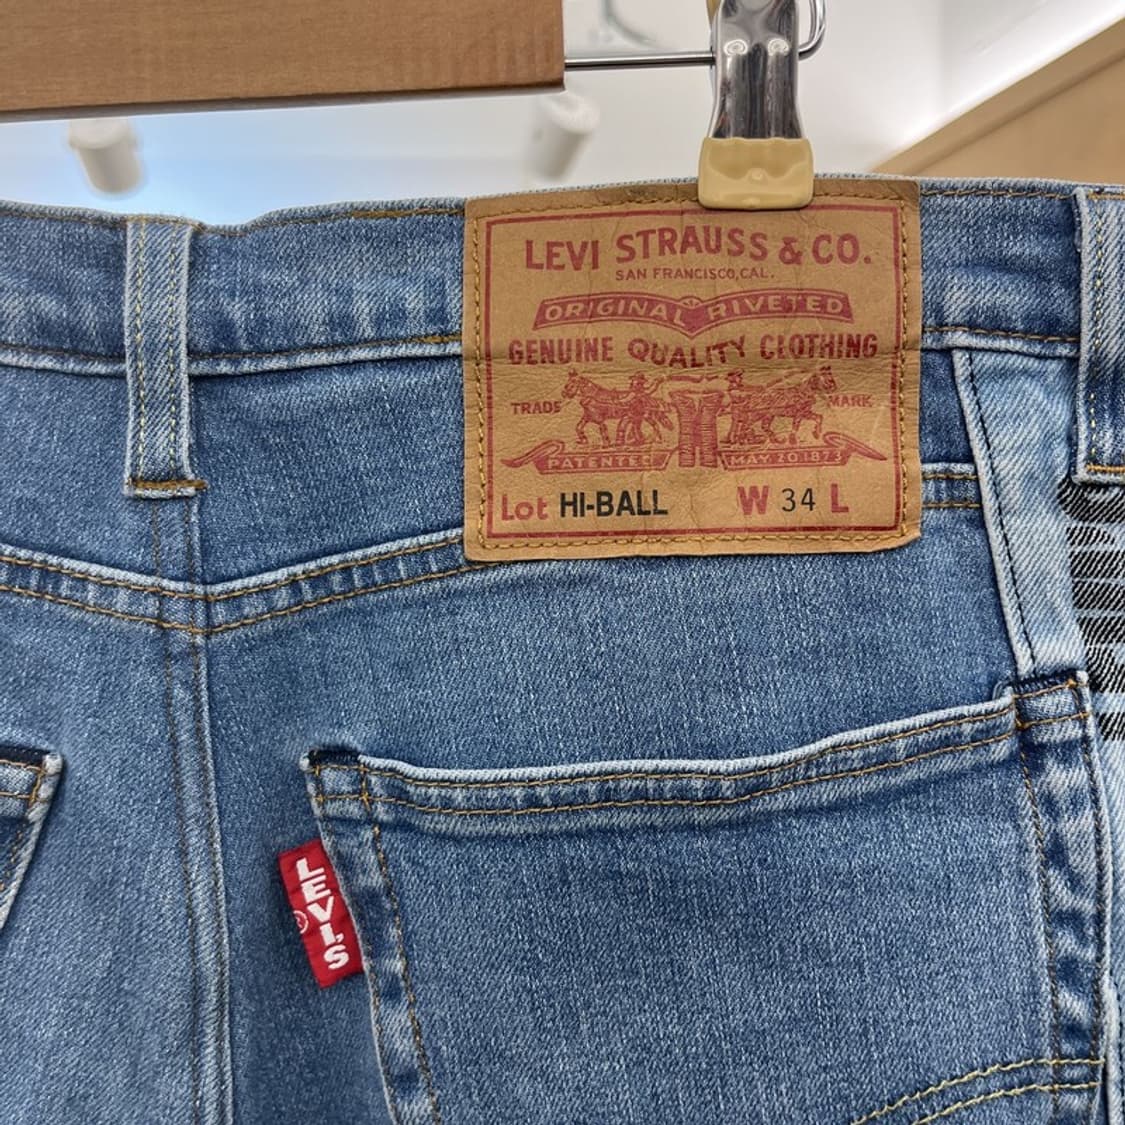 LEVI STRAUSS & CO.
SAN FRANCISCO, CAL.
ORIGINAL RIVETED
GENUINE QUALITY CLOTHING
TRADE MARK
PATENTED MAY 20 1873
Lot HI-BALL W 34 L
LEVI'S
®